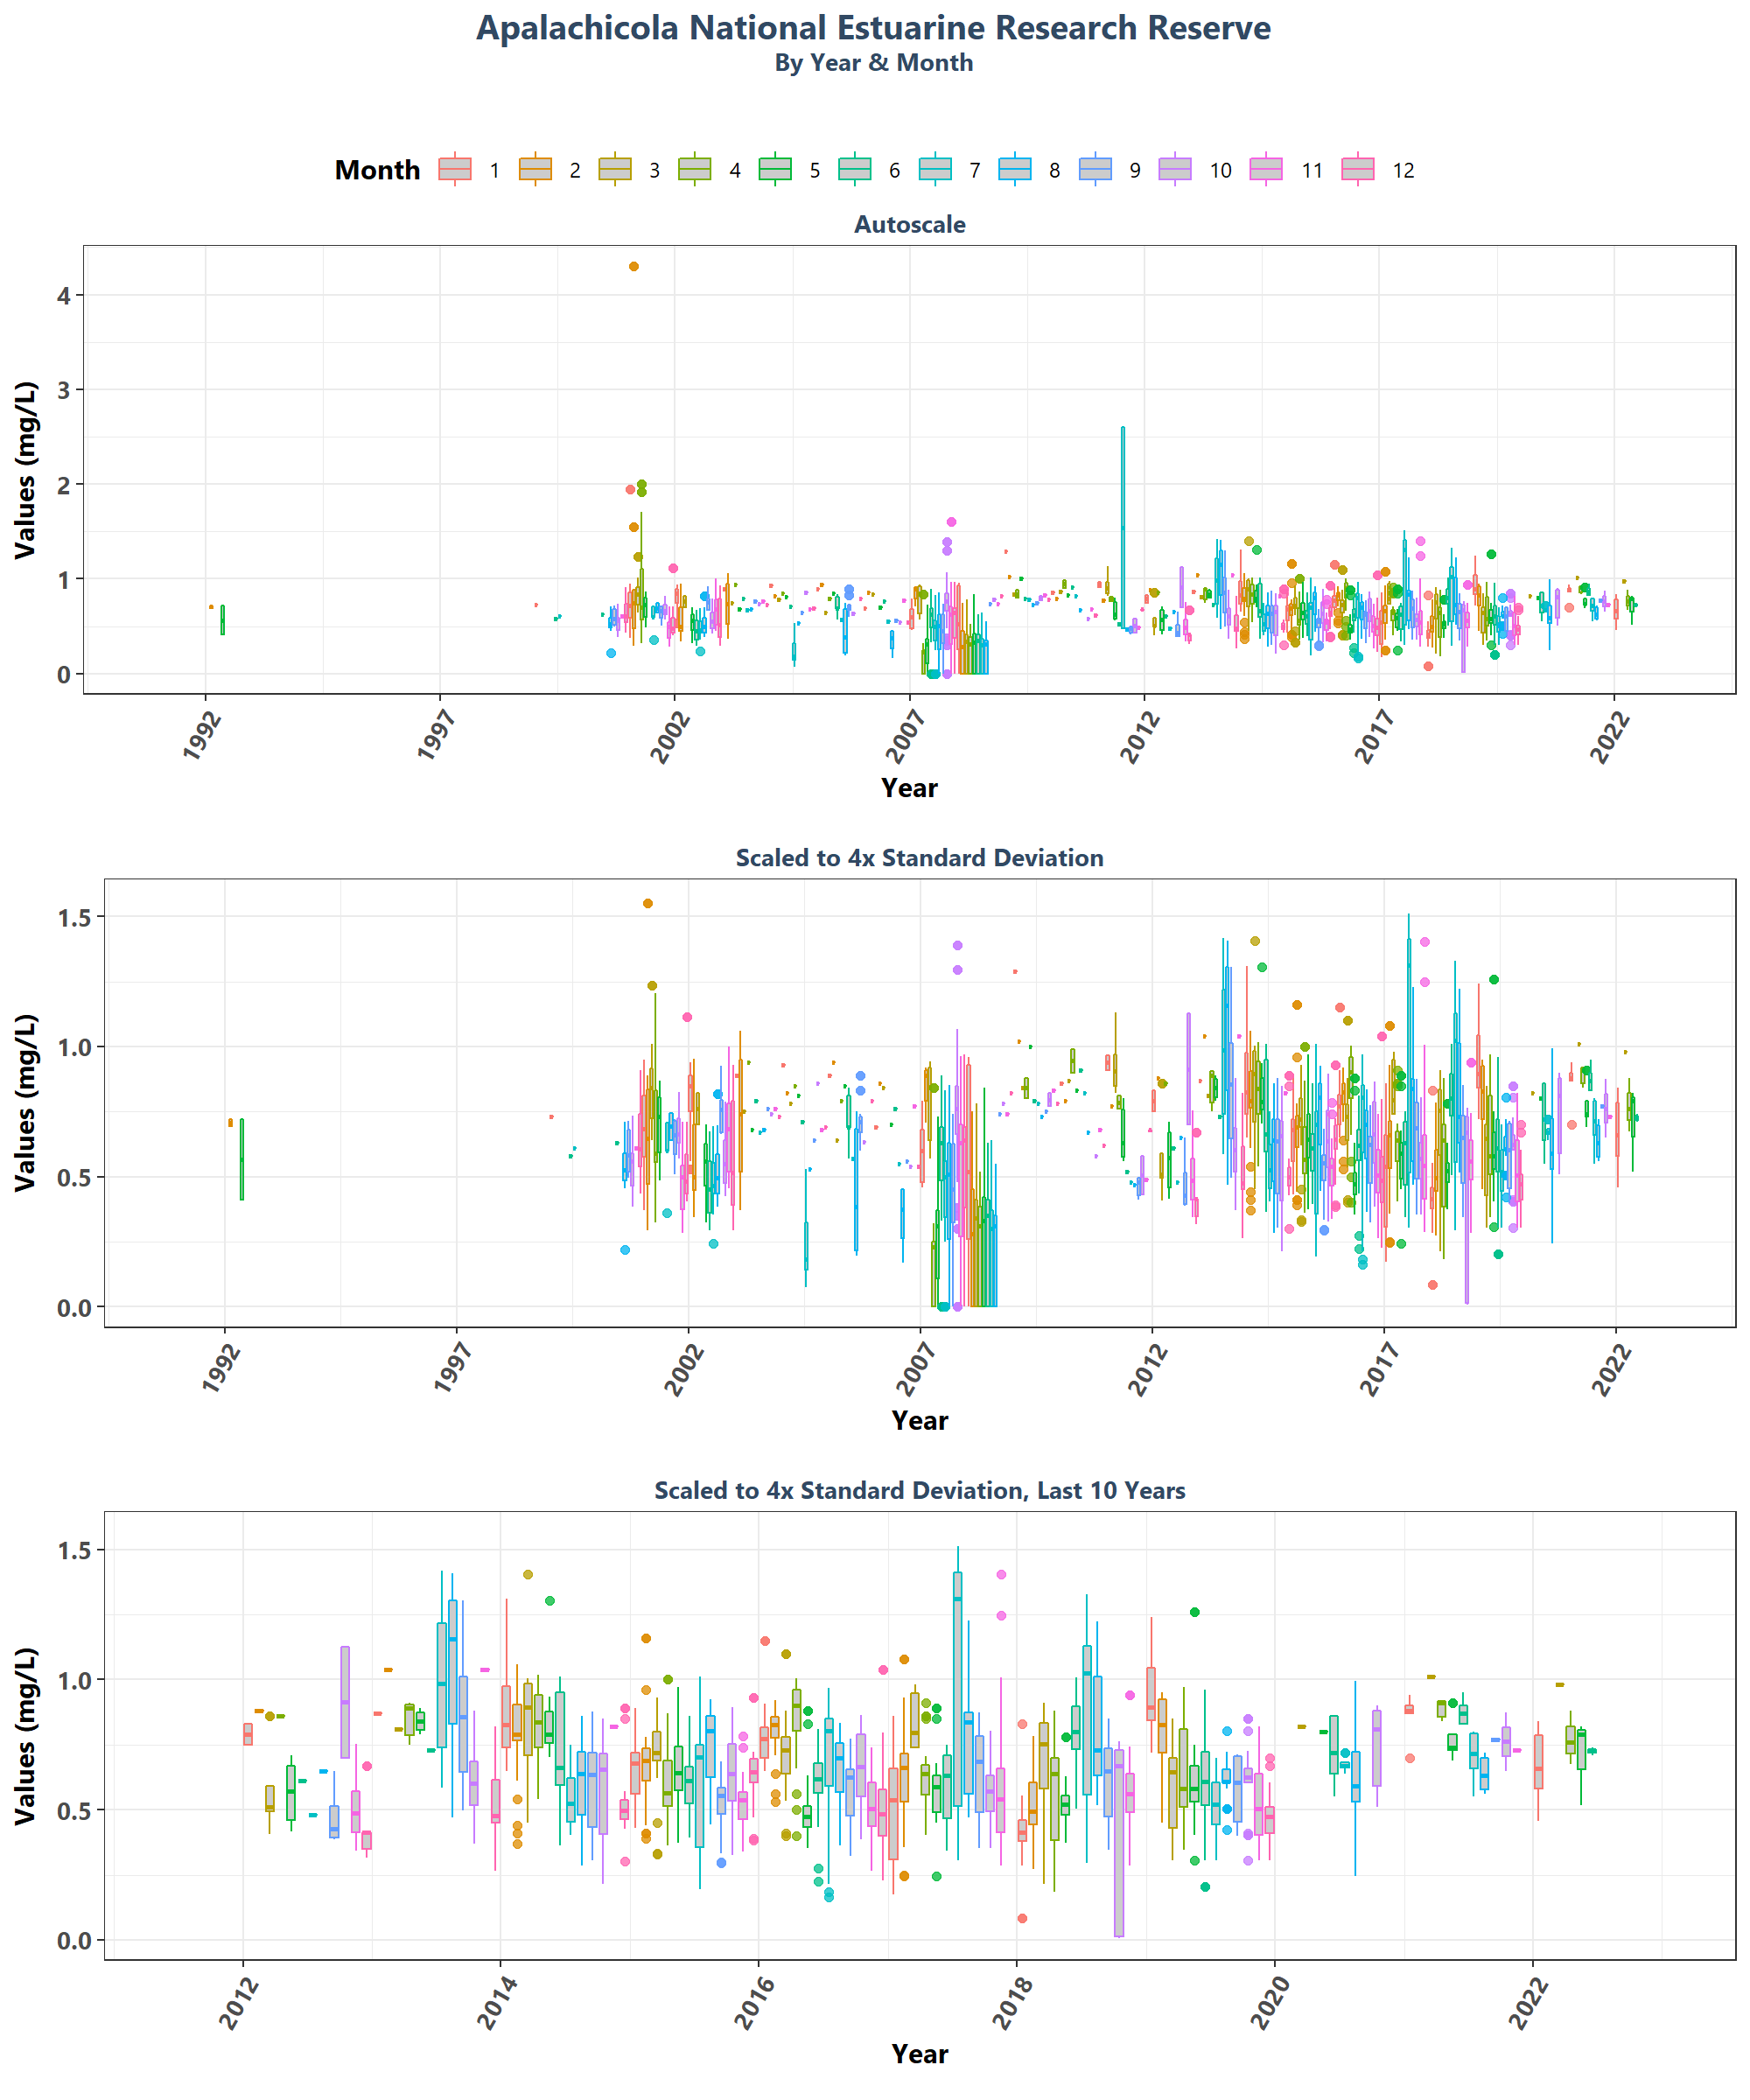 Apalachicola National Estuarine Research Reserve
By Year & Month
Month 1 2 3 4 5 6 7 8 9 10 11 12
Autoscale
Values (mg/L)
4
3
2
1
0
1992 1997 2002 2007 2012 2017 2022
Year
Scaled to 4x Standard Deviation
Values (mg/L)
1.5
1.0
0.5
0.0
1992 1997 2002 2007 2012 2017 2022
Year
Scaled to 4x Standard Deviation, Last 10 Years
Values (mg/L)
1.5
1.0
0.5
0.0
2012 2014 2016 2018 2020 2022
Year